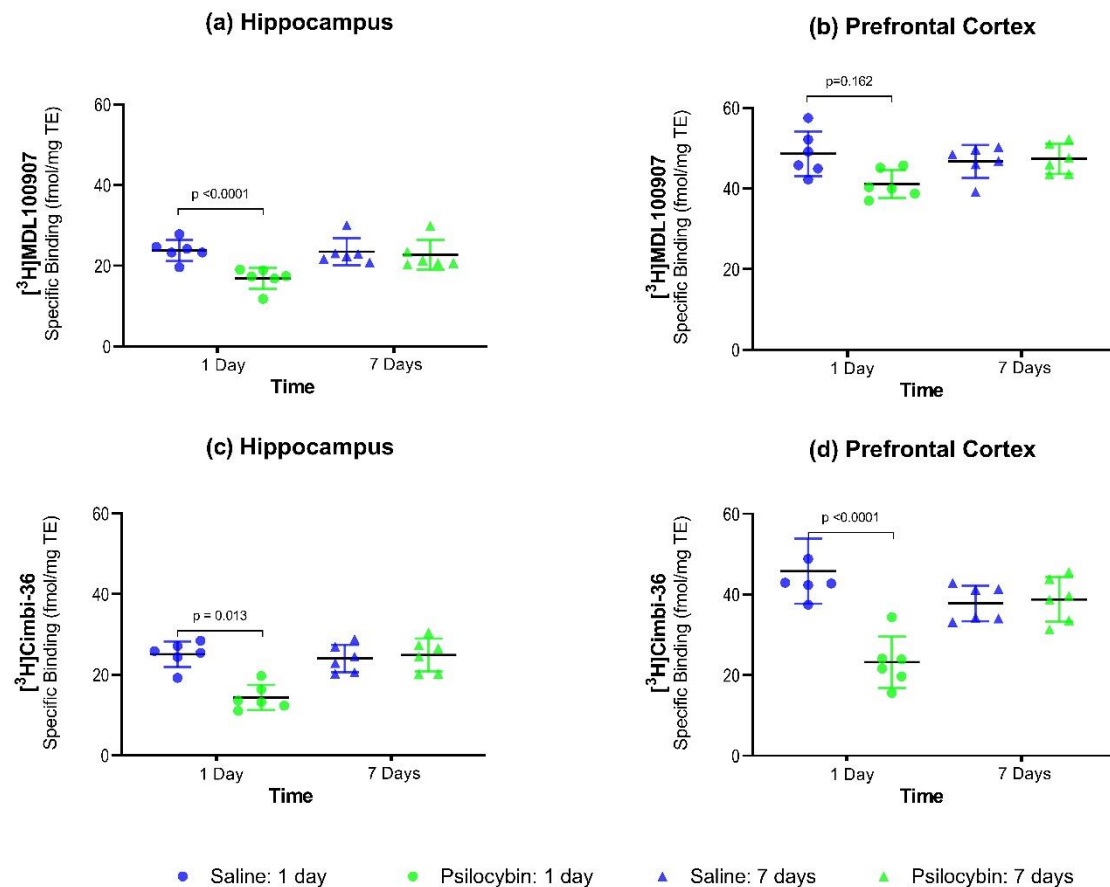 (a) Hippocampus
[³H]MDL100907
Specific Binding (fmol/mg TE)
60
40
20
0
p <0.0001
1 Day
7 Days
Time
(b) Prefrontal Cortex
[³H]MDL100907
Specific Binding (fmol/mg TE)
60
40
20
0
p=0.162
1 Day
7 Days
Time
(c) Hippocampus
[³H]Cimbi-36
Specific Binding (fmol/mg TE)
60
40
20
0
p = 0.013
1 Day
7 Days
Time
(d) Prefrontal Cortex
[³H]Cimbi-36
Specific Binding (fmol/mg TE)
60
40
20
0
p <0.0001
1 Day
7 Days
Time
Saline: 1 day
Psilocybin: 1 day
Saline: 7 days
Psilocybin: 7 days